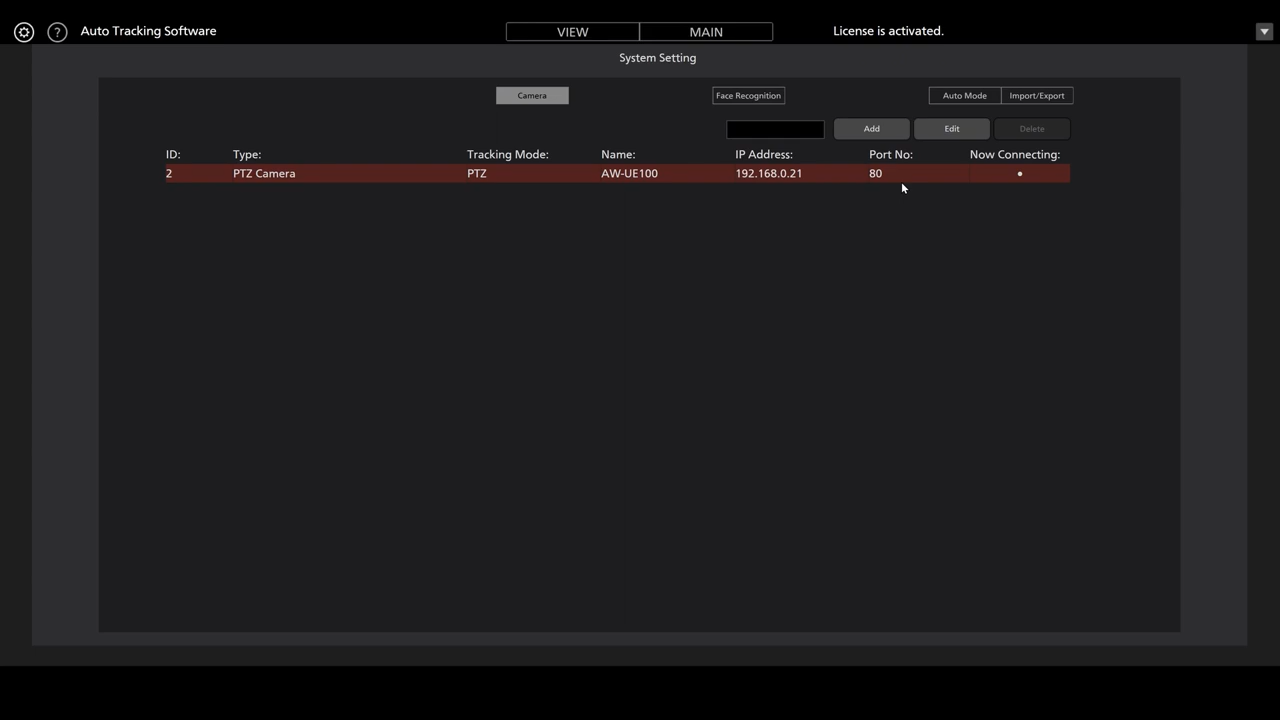 ? Auto Tracking Software VIEW MAIN License is activated.
System Setting
Camera Face Recognition Auto Mode Import/Export
Add Edit Delete
ID: Type: Tracking Mode: Name: IP Address: Port No: Now Connecting:
2 PTZ Camera PTZ AW-UE100 192.168.0.21 80 •